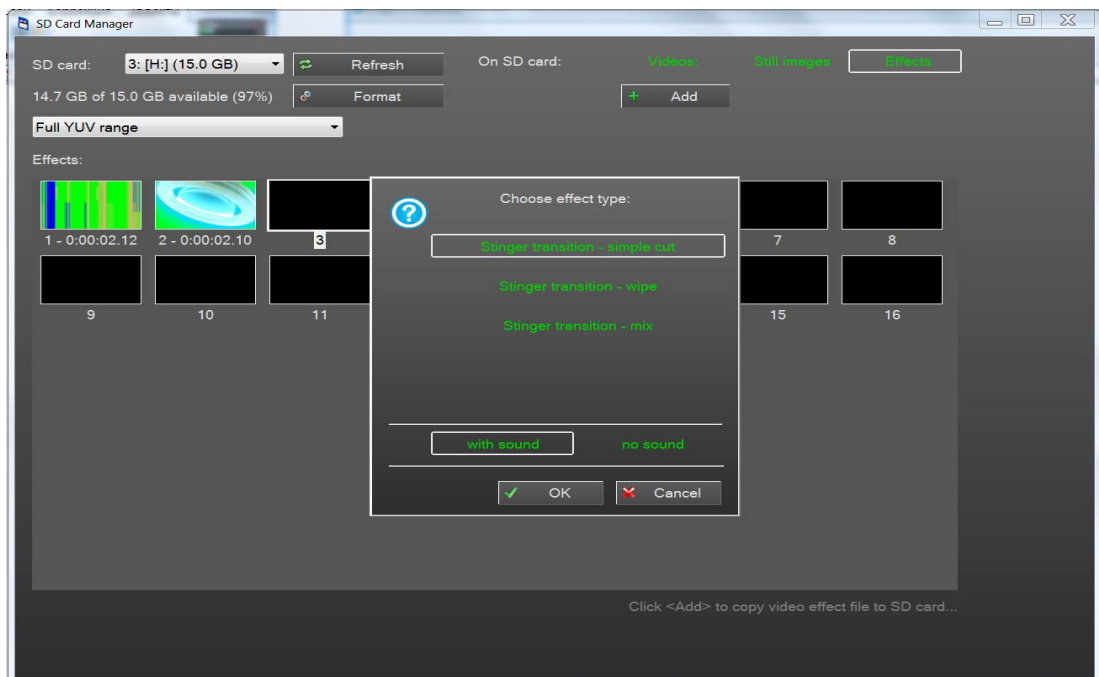 SD Card Manager
SD card: 3: [H:] (15.0 GB) Refresh On SD card: Videos: Still images Effects
14.7 GB of 15.0 GB available (97%) Format Add
Full YUV range
Effects:
Choose effect type:
Stinger transition - simple cut
Stinger transition - wipe
Stinger transition - mix
with sound no sound
OK Cancel
1 - 0:00:02.12 2 - 0:00:02.10 3 7 8
9 10 11 15 16
Click <Add> to copy video effect file to SD card...